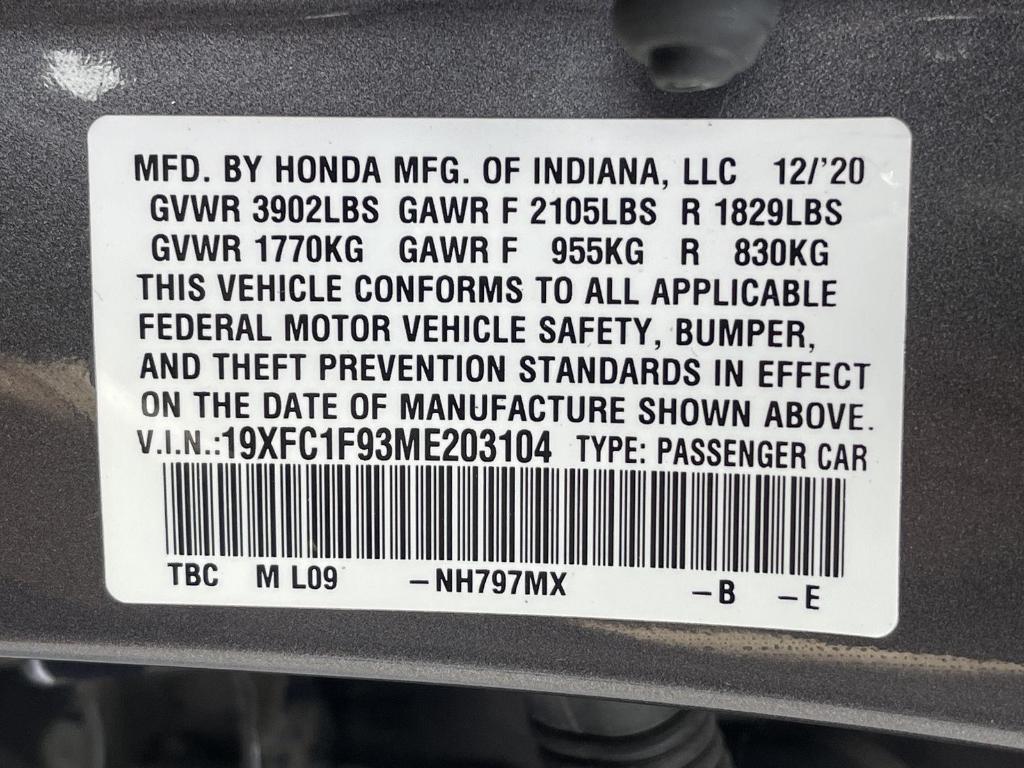 MFD. BY HONDA MFG. OF INDIANA, LLC 12/'20
GVWR 3902LBS GAWR F 2105LBS R 1829LBS
GVWR 1770KG GAWR F 955KG R 830KG
THIS VEHICLE CONFORMS TO ALL APPLICABLE
FEDERAL MOTOR VEHICLE SAFETY, BUMPER,
AND THEFT PREVENTION STANDARDS IN EFFECT
ON THE DATE OF MANUFACTURE SHOWN ABOVE.
V.I.N.:19XFC1F93ME203104 TYPE: PASSENGER CAR
TBC M L09 -NH797MX -B -E